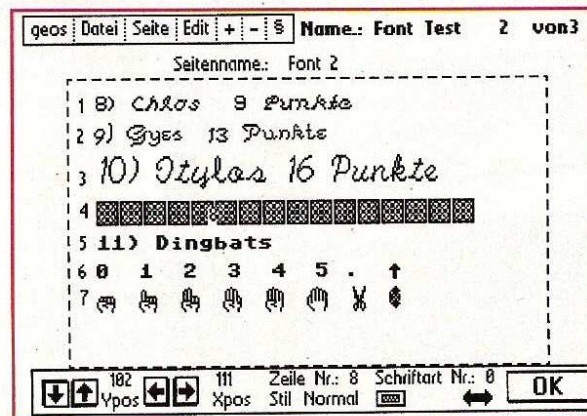 geos Datei Seite Edit + - § Name.: Font Test 2 von3
Seitenname.: Font 2
1 8) Chlos 9 Punkte
2 9) Gyes 13 Punkte
3 10) Itylos 16 Punkte
4
5 11) Dingbats
6 0 1 2 3 4 5 . ↑
7
102 Ypos 111 Xpos Zeile Nr.: 8 Schriftart Nr.: 0 OK
Stil Normal